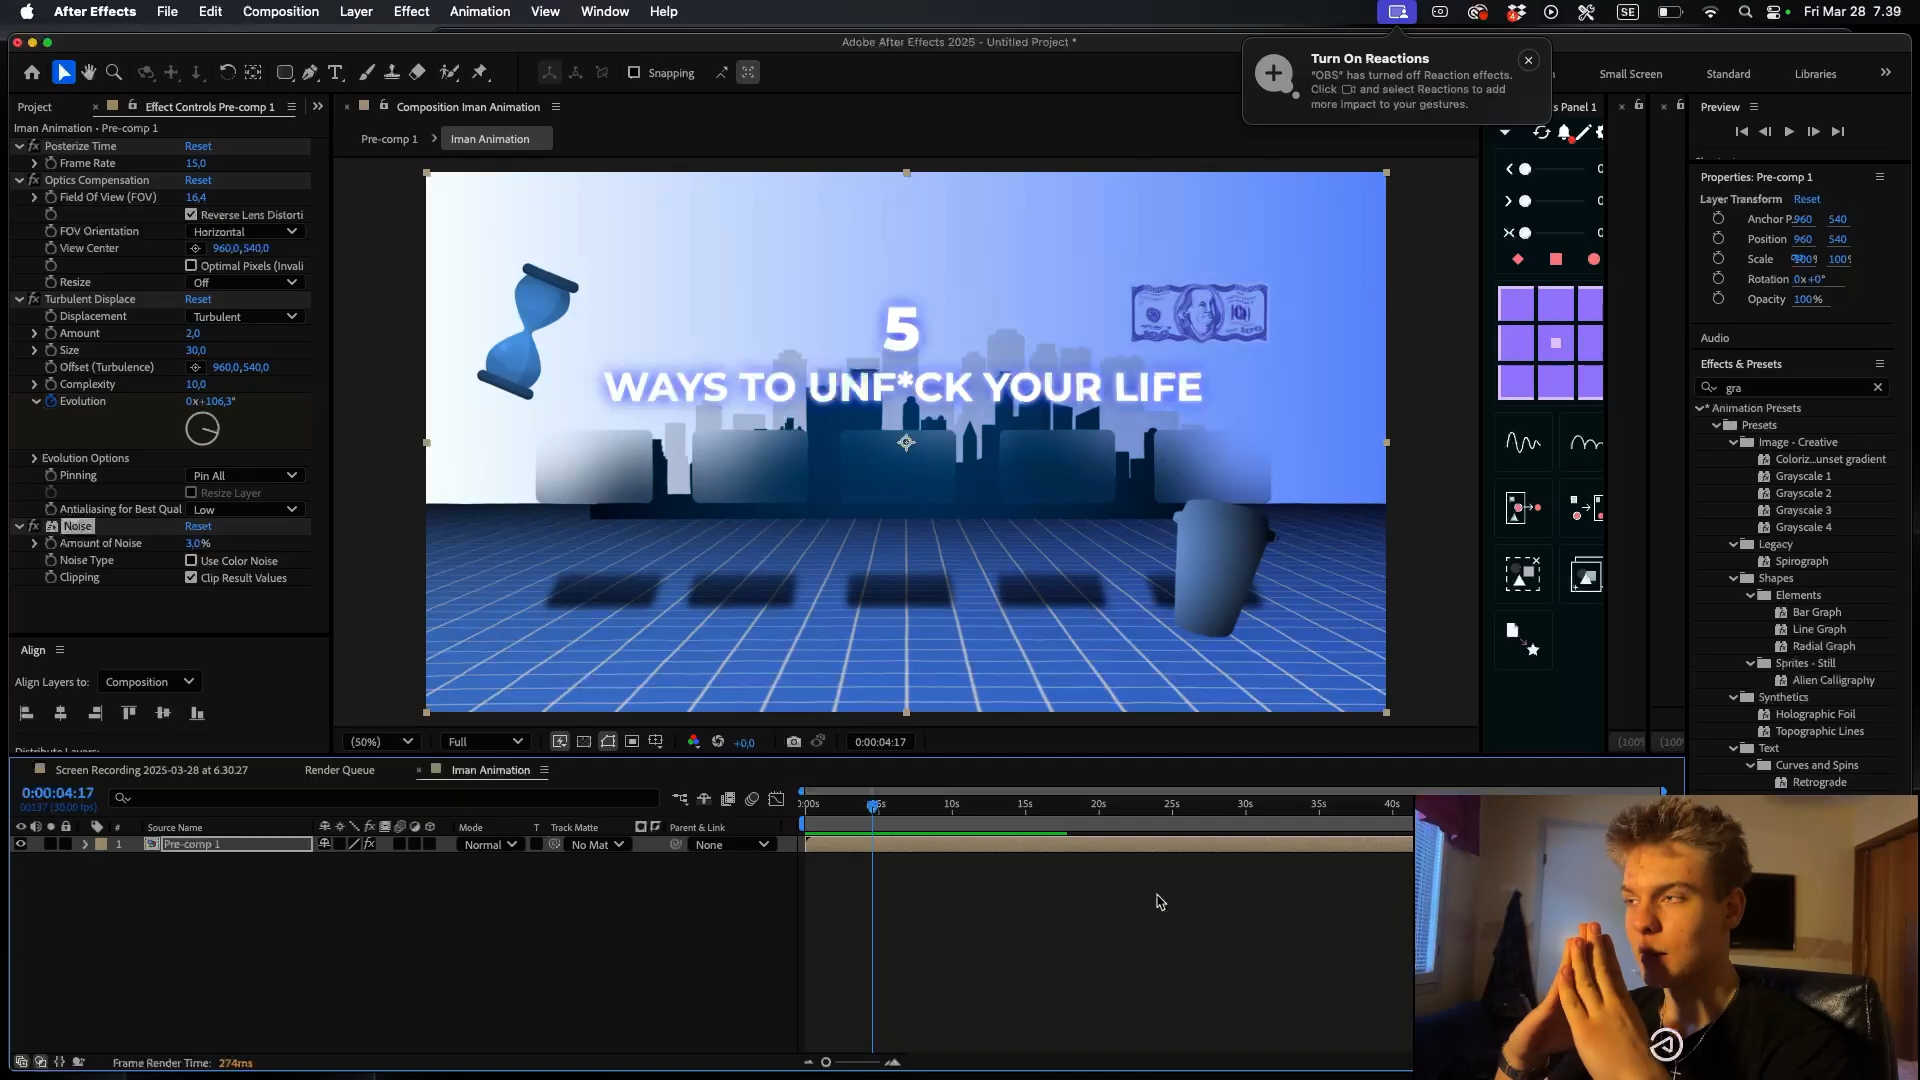 After Effects File Edit Composition Layer Effect Animation View Window Help SE Fri Mar 28 7.39
Adobe After Effects 2025 - Untitled Project *
Turn On Reactions
"OBS" has turned off Reaction effects.
Click and select Reactions to add
more impact to your gestures.
Snapping
Small Screen Standard Libraries
Project Effect Controls Pre-comp 1
Composition Iman Animation
s Panel 1
Preview
Iman Animation • Pre-comp 1
Pre-comp 1 Iman Animation
Posterize Time Reset
Frame Rate 15,0
Optics Compensation Reset
Field Of View (FOV) 16,4
Reverse Lens Distorti
FOV Orientation Horizontal
View Center 960,0,540,0
Optimal Pixels (Invali
Resize Off
Turbulent Displace Reset
Displacement Turbulent
Amount 2,0
Size 30,0
Offset (Turbulence) 960,0,540,0
Complexity 10,0
Evolution 0x+106,3°
Evolution Options
Pinning Pin All
Resize Layer
Antialiasing for Best Qual Low
Noise Reset
Amount of Noise 3,0%
Noise Type Use Color Noise
Clipping Clip Result Values
Align
Align Layers to: Composition
5
WAYS TO UNF*CK YOUR LIFE
(50%) Full +0,0 0:00:04:17
(100% (100%
Properties: Pre-comp 1
Layer Transform Reset
Anchor P. 960 540
Position 960 540
Scale 100% 100%
Rotation 0x+0°
Opacity 100%
Audio
Effects & Presets
gra
* Animation Presets
Presets
Image - Creative
Coloriz...unset gradient
Grayscale 1
Grayscale 2
Grayscale 3
Grayscale 4
Legacy
Spirograph
Shapes
Elements
Bar Graph
Line Graph
Radial Graph
Sprites - Still
Alien Calligraphy
Synthetics
Holographic Foil
Topographic Lines
Text
Curves and Spins
Retrograde
Screen Recording 2025-03-28 at 6.30.27 Render Queue Iman Animation
0:00:04:17
00137 (30.00 fps)
:00s 10s 15s 20s 25s 30s 35s 40s
# Source Name Mode T Track Matte Parent & Link
1 Pre-comp 1 Normal No Mat None
Frame Render Time: 274ms